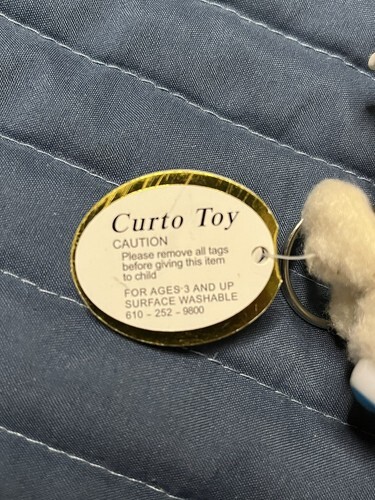 Curto Toy
CAUTION
Please remove all tags
before giving this item
to child
FOR AGES 3 AND UP
SURFACE WASHABLE
610 - 252 - 9800